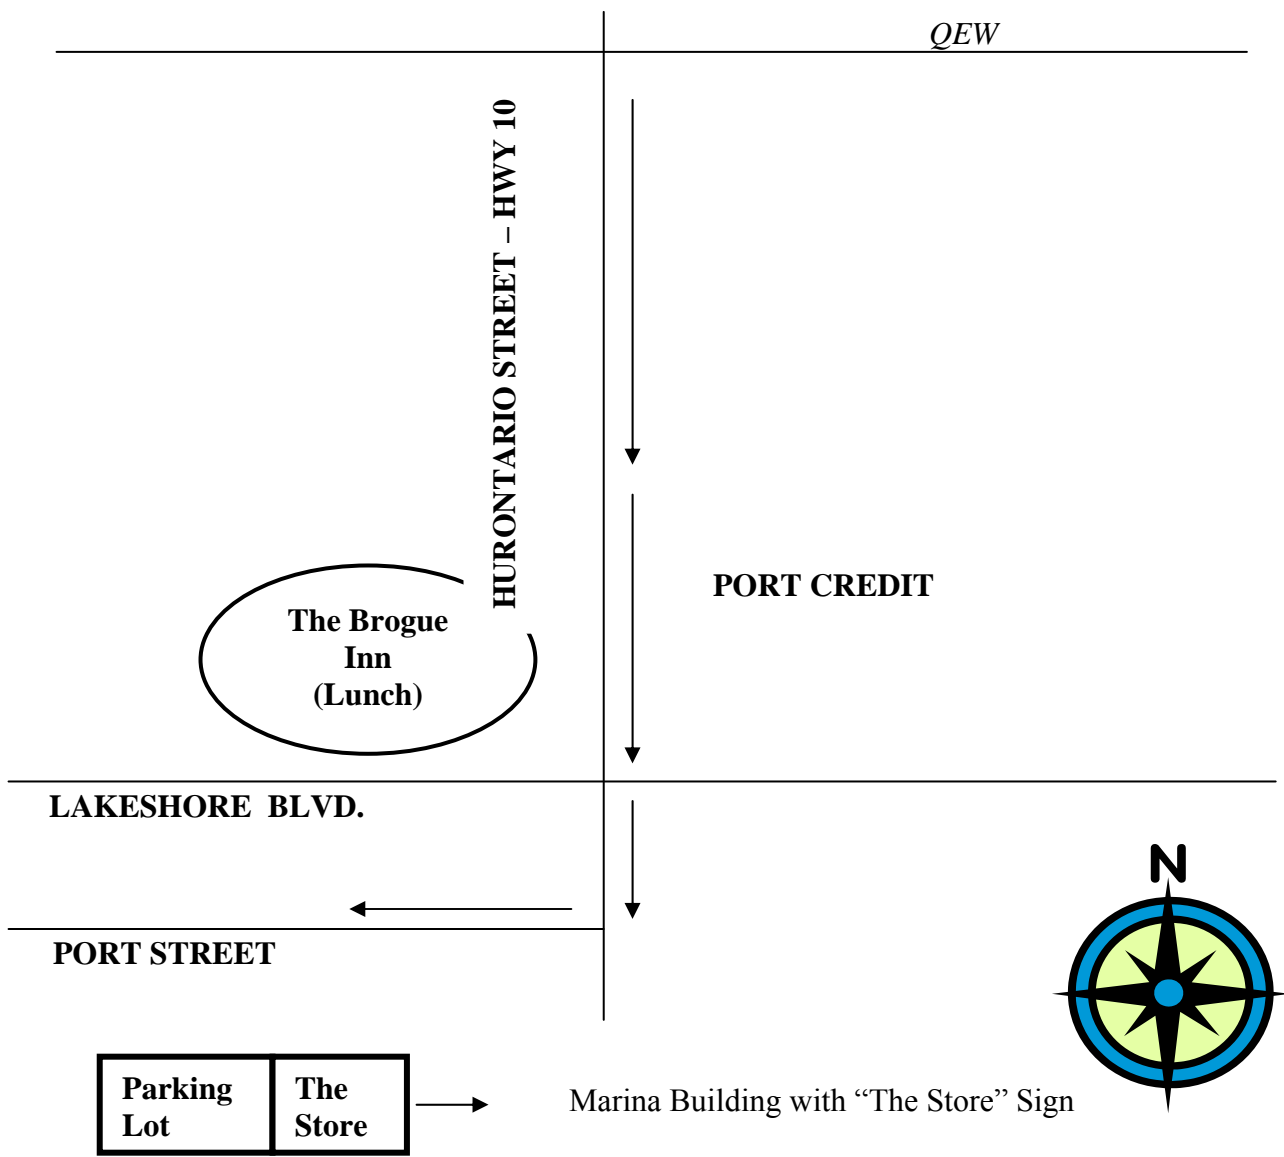 QEW
HURONTARIO STREET – HWY 10
PORT CREDIT
The Brogue
Inn
(Lunch)
LAKESHORE BLVD.
N
PORT STREET
Parking
Lot
The
Store
Marina Building with “The Store” Sign